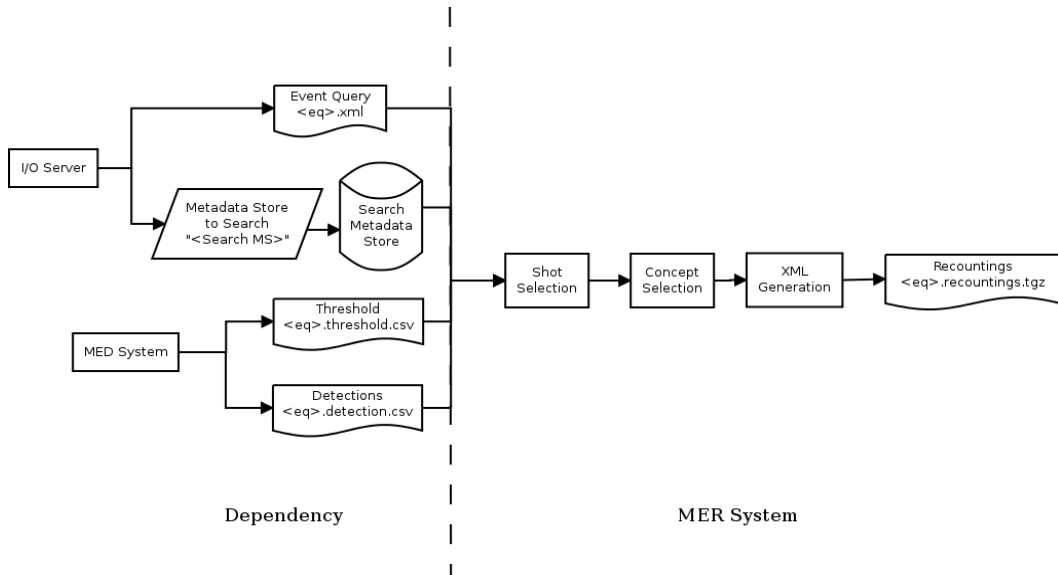 Event Query
<eq>.xml
I/O Server
Metadata Store
to Search
"<Search MS>"
Search
Metadata
Store
Shot
Selection
Concept
Selection
XML
Generation
Recountings
<eq>.recountings.tgz
Threshold
<eq>.threshold.csv
MED System
Detections
<eq>.detection.csv
Dependency
MER System